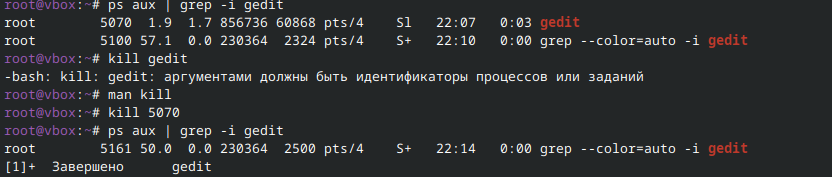 root@vbox:~# ps aux | grep -i gedit
root        5070  1.9  1.7 856736 60868 pts/4    Sl   22:07   0:03 gedit
root        5100 57.1  0.0 230364  2324 pts/4    S+   22:10   0:00 grep --color=auto -i gedit
root@vbox:~# kill gedit
-bash: kill: gedit: аргументами должны быть идентификаторы процессов или заданий
root@vbox:~# man kill
root@vbox:~# kill 5070
root@vbox:~# ps aux | grep -i gedit
root        5161 50.0  0.0 230364  2500 pts/4    S+   22:14   0:00 grep --color=auto -i gedit
[1]+  Завершено      gedit